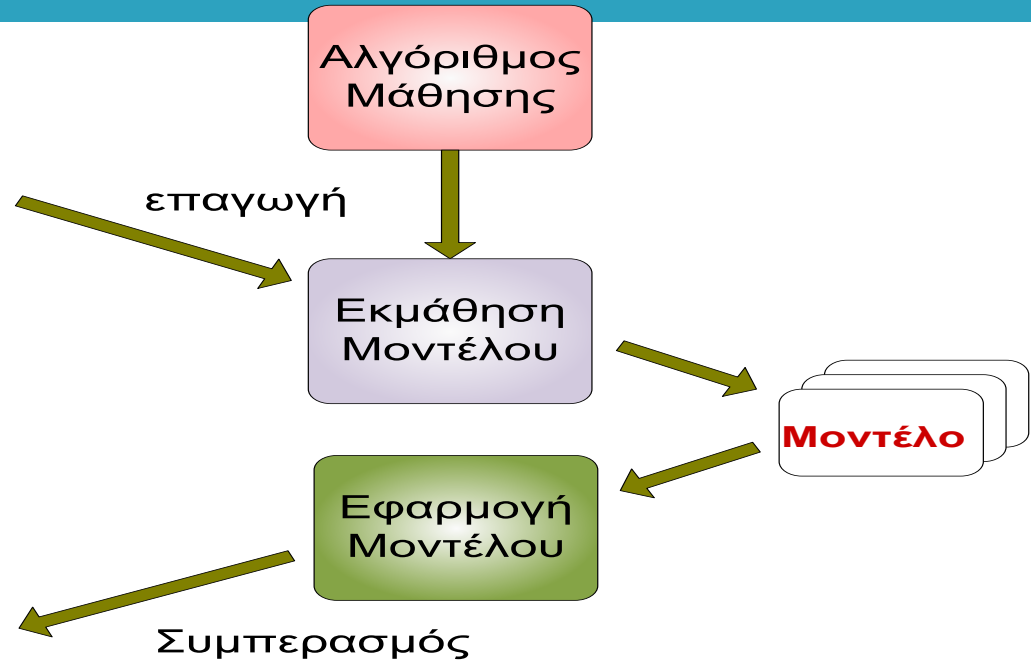 Αλγόριθμος
Μάθησης
επαγωγή
Εκμάθηση
Μοντέλου
Μοντέλο
Εφαρμογή
Μοντέλου
Συμπερασμός